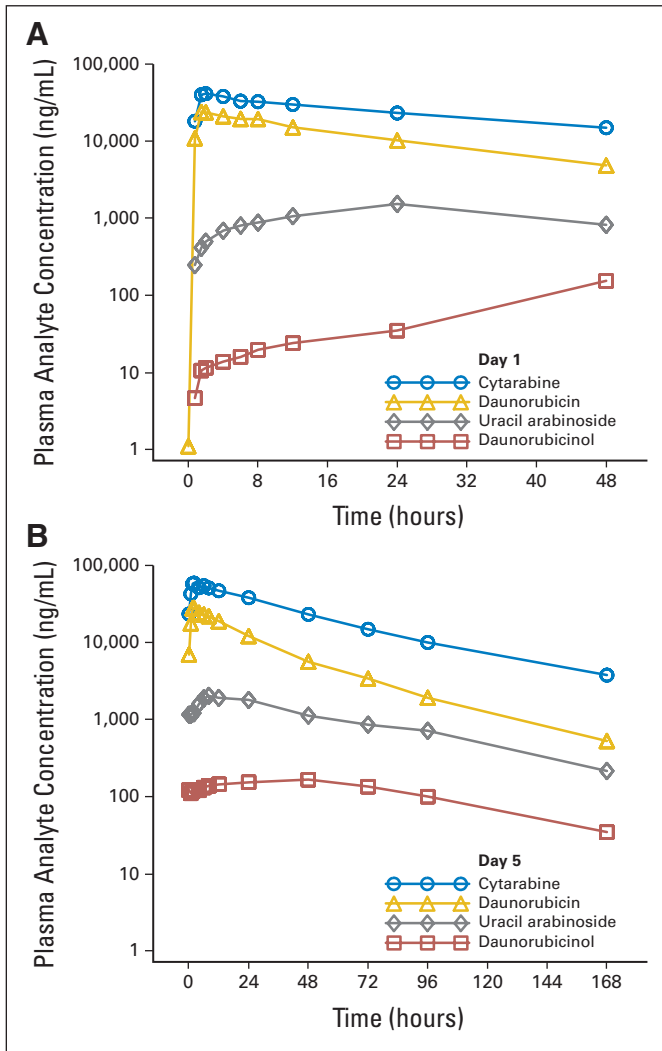 A
Plasma Analyte Concentration (ng/mL)
100,000
10,000
1,000
100
10
1
Day 1
Cytarabine
Daunorubicin
Uracil arabinoside
Daunorubicinol
0 8 16 24 32 40 48
Time (hours)
B
Plasma Analyte Concentration (ng/mL)
100,000
10,000
1,000
100
10
1
Day 5
Cytarabine
Daunorubicin
Uracil arabinoside
Daunorubicinol
0 24 48 72 96 120 144 168
Time (hours)